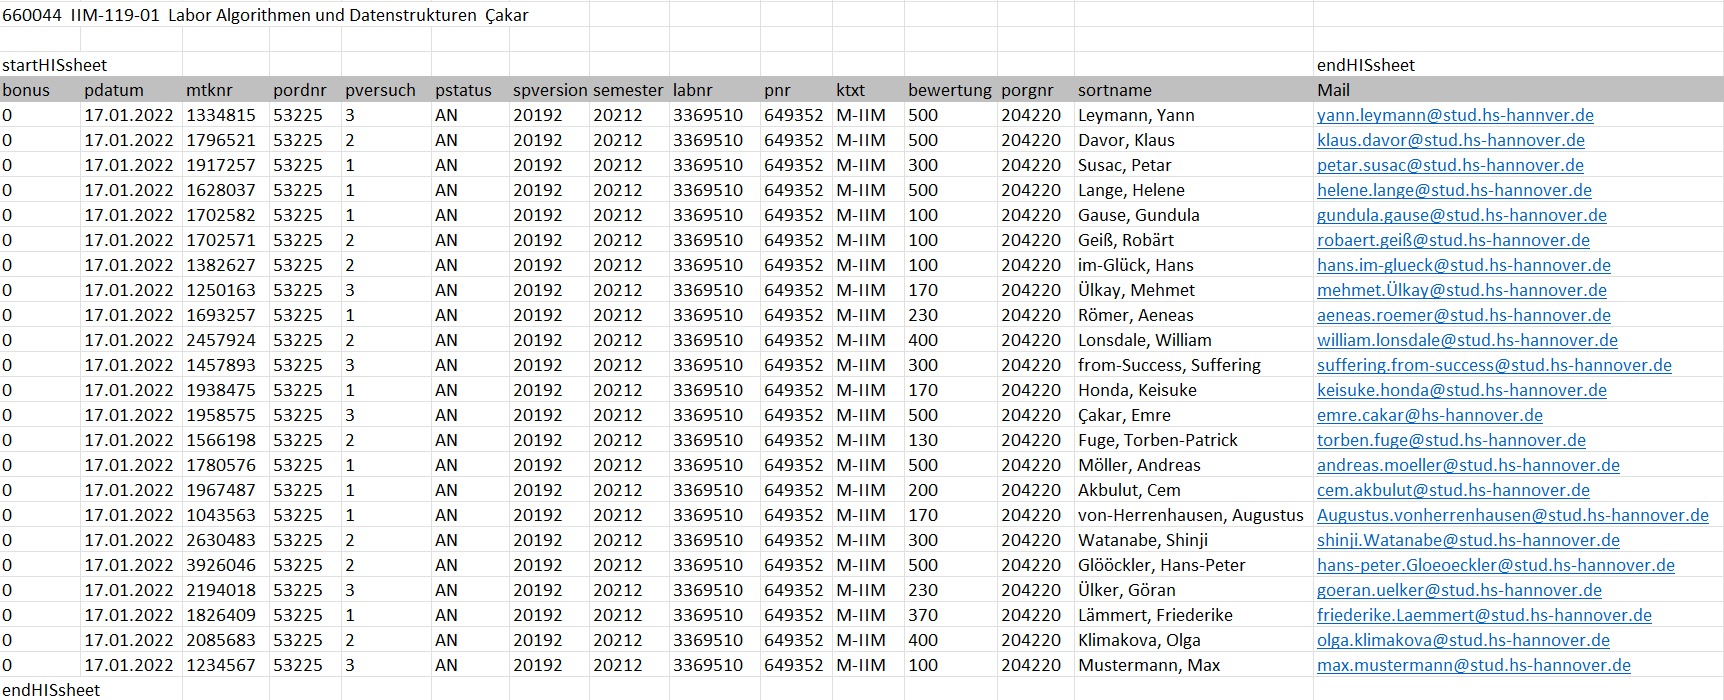 660044 IIM-119-01 Labor Algorithmen und Datenstrukturen Çakar
startHISsheet endHISsheet
bonus pdatum mtknr pordnr pversuch pstatus spversion semester labnr pnr ktxt bewertung porgnr sortname Mail
0 17.01.2022 1334815 53225 3 AN 20192 20212 3369510 649352 M-IIM 500 204220 Leymann, Yann yann.leymann@stud.hs-hannver.de
0 17.01.2022 1796521 53225 2 AN 20192 20212 3369510 649352 M-IIM 500 204220 Davor, Klaus klaus.davor@stud.hs-hannover.de
0 17.01.2022 1917257 53225 1 AN 20192 20212 3369510 649352 M-IIM 300 204220 Susac, Petar petar.susac@stud.hs-hannover.de
0 17.01.2022 1628037 53225 1 AN 20192 20212 3369510 649352 M-IIM 500 204220 Lange, Helene helene.lange@stud.hs-hannover.de
0 17.01.2022 1702582 53225 1 AN 20192 20212 3369510 649352 M-IIM 100 204220 Gause, Gundula gundula.gause@stud.hs-hannover.de
0 17.01.2022 1702571 53225 2 AN 20192 20212 3369510 649352 M-IIM 100 204220 Geiß, Robärt robaert.geiß@stud.hs-hannover.de
0 17.01.2022 1382627 53225 2 AN 20192 20212 3369510 649352 M-IIM 100 204220 im-Glück, Hans hans.im-glueck@stud.hs-hannover.de
0 17.01.2022 1250163 53225 3 AN 20192 20212 3369510 649352 M-IIM 170 204220 Ülkay, Mehmet mehmet.Ülkay@stud.hs-hannover.de
0 17.01.2022 1693257 53225 1 AN 20192 20212 3369510 649352 M-IIM 230 204220 Römer, Aeneas aeneas.roemer@stud.hs-hannover.de
0 17.01.2022 2457924 53225 2 AN 20192 20212 3369510 649352 M-IIM 400 204220 Lonsdale, William william.lonsdale@stud.hs-hannover.de
0 17.01.2022 1457893 53225 3 AN 20192 20212 3369510 649352 M-IIM 300 204220 from-Success, Suffering suffering.from-success@stud.hs-hannover.de
0 17.01.2022 1938475 53225 1 AN 20192 20212 3369510 649352 M-IIM 170 204220 Honda, Keisuke keisuke.honda@stud.hs-hannover.de
0 17.01.2022 1958575 53225 3 AN 20192 20212 3369510 649352 M-IIM 500 204220 Çakar, Emre emre.cakar@hs-hannover.de
0 17.01.2022 1566198 53225 2 AN 20192 20212 3369510 649352 M-IIM 130 204220 Fuge, Torben-Patrick torben.fuge@stud.hs-hannover.de
0 17.01.2022 1780576 53225 1 AN 20192 20212 3369510 649352 M-IIM 500 204220 Möller, Andreas andreas.moeller@stud.hs-hannover.de
0 17.01.2022 1967487 53225 1 AN 20192 20212 3369510 649352 M-IIM 200 204220 Akbulut, Cem cem.akbulut@stud.hs-hannover.de
0 17.01.2022 1043563 53225 1 AN 20192 20212 3369510 649352 M-IIM 170 204220 von-Herrenhausen, Augustus Augustus.vonherrenhausen@stud.hs-hannover.de
0 17.01.2022 2630483 53225 2 AN 20192 20212 3369510 649352 M-IIM 300 204220 Watanabe, Shinji shinji.Watanabe@stud.hs-hannover.de
0 17.01.2022 3926046 53225 2 AN 20192 20212 3369510 649352 M-IIM 500 204220 Glööckler, Hans-Peter hans-peter.Gloeoeckler@stud.hs-hannover.de
0 17.01.2022 2194018 53225 3 AN 20192 20212 3369510 649352 M-IIM 230 204220 Ülker, Göran goeran.uelker@stud.hs-hannover.de
0 17.01.2022 1826409 53225 1 AN 20192 20212 3369510 649352 M-IIM 370 204220 Lämmert, Friederike friederike.Laemmert@stud.hs-hannover.de
0 17.01.2022 2085683 53225 2 AN 20192 20212 3369510 649352 M-IIM 400 204220 Klimakova, Olga olga.klimakova@stud.hs-hannover.de
0 17.01.2022 1234567 53225 3 AN 20192 20212 3369510 649352 M-IIM 100 204220 Mustermann, Max max.mustermann@stud.hs-hannover.de
endHISsheet